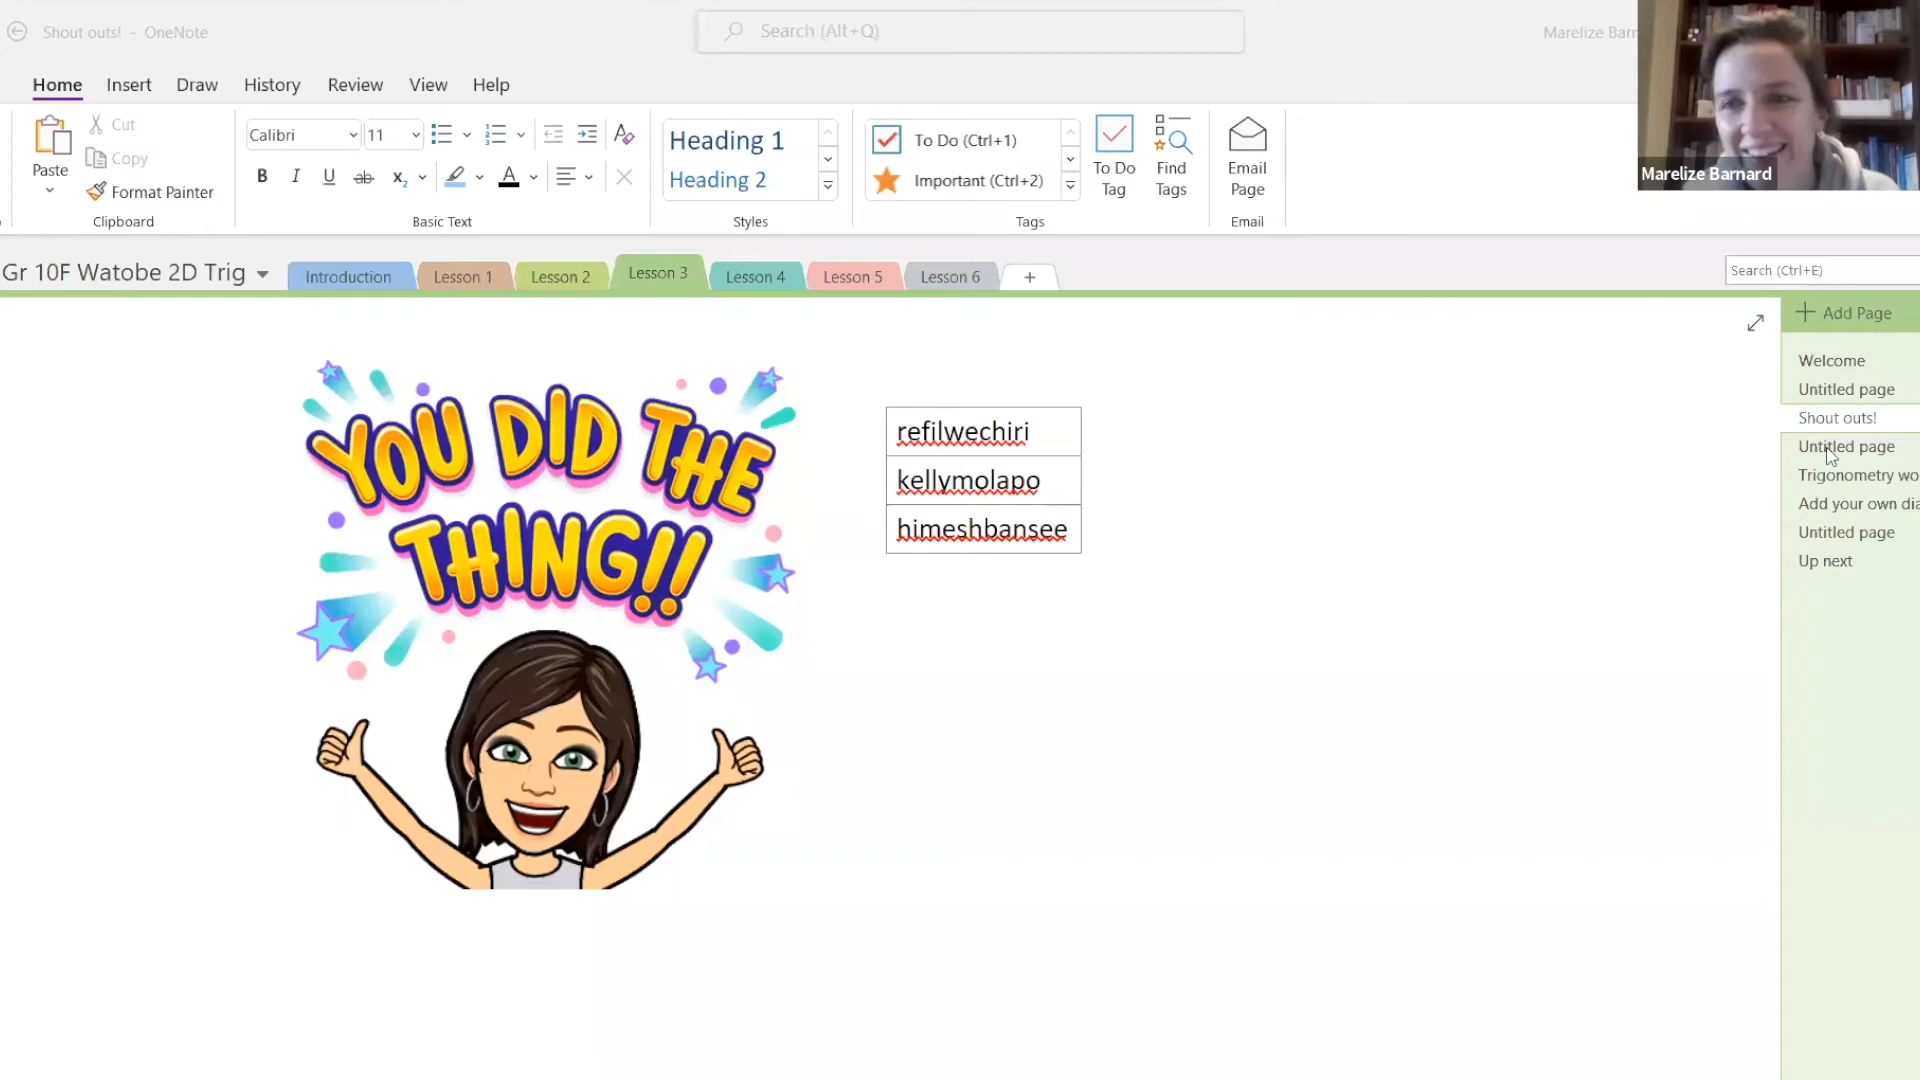 Shout outs! - OneNote
Search (Alt+Q)
Marelize Barn
Home Insert Draw History Review View Help
Paste
Cut
Copy
Format Painter
Clipboard
Calibri 11
B I U ab x₂ A
Basic Text
Heading 1
Heading 2
Styles
To Do (Ctrl+1)
Important (Ctrl+2)
Tags
To Do
Tag
Find
Tags
Email
Page
Email
Marelize Barnard
Gr 10F Watobe 2D Trig
Introduction Lesson 1 Lesson 2 Lesson 3 Lesson 4 Lesson 5 Lesson 6 +
Search (Ctrl+E)
Add Page
Welcome
Untitled page
Shout outs!
Untitled page
Trigonometry wo
Add your own dia
Untitled page
Up next
YOU DID THE
THING!!
refilwechiri
kellymolapo
himeshbansee